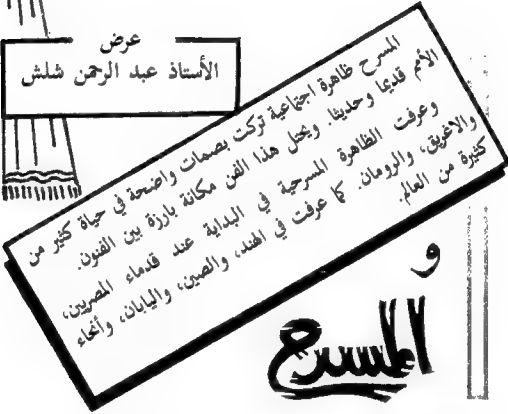 عرض
الأستاذ عبد الرحمن شلش
المسرح ظاهرة اجتماعية تركت بصمات واضحة في حياة كثير من
الأمم قديما وحديثا. ويحتل هذا الفن مكانة بارزة بين الفنون.
وعرفت الظاهرة المسرحية في البداية عند قدماء المصريين،
والاغريق، والرومان. كما عرفت في الهند، والصين، واليابان، وأنحاء
كثيرة من العالم.
و
المسرح